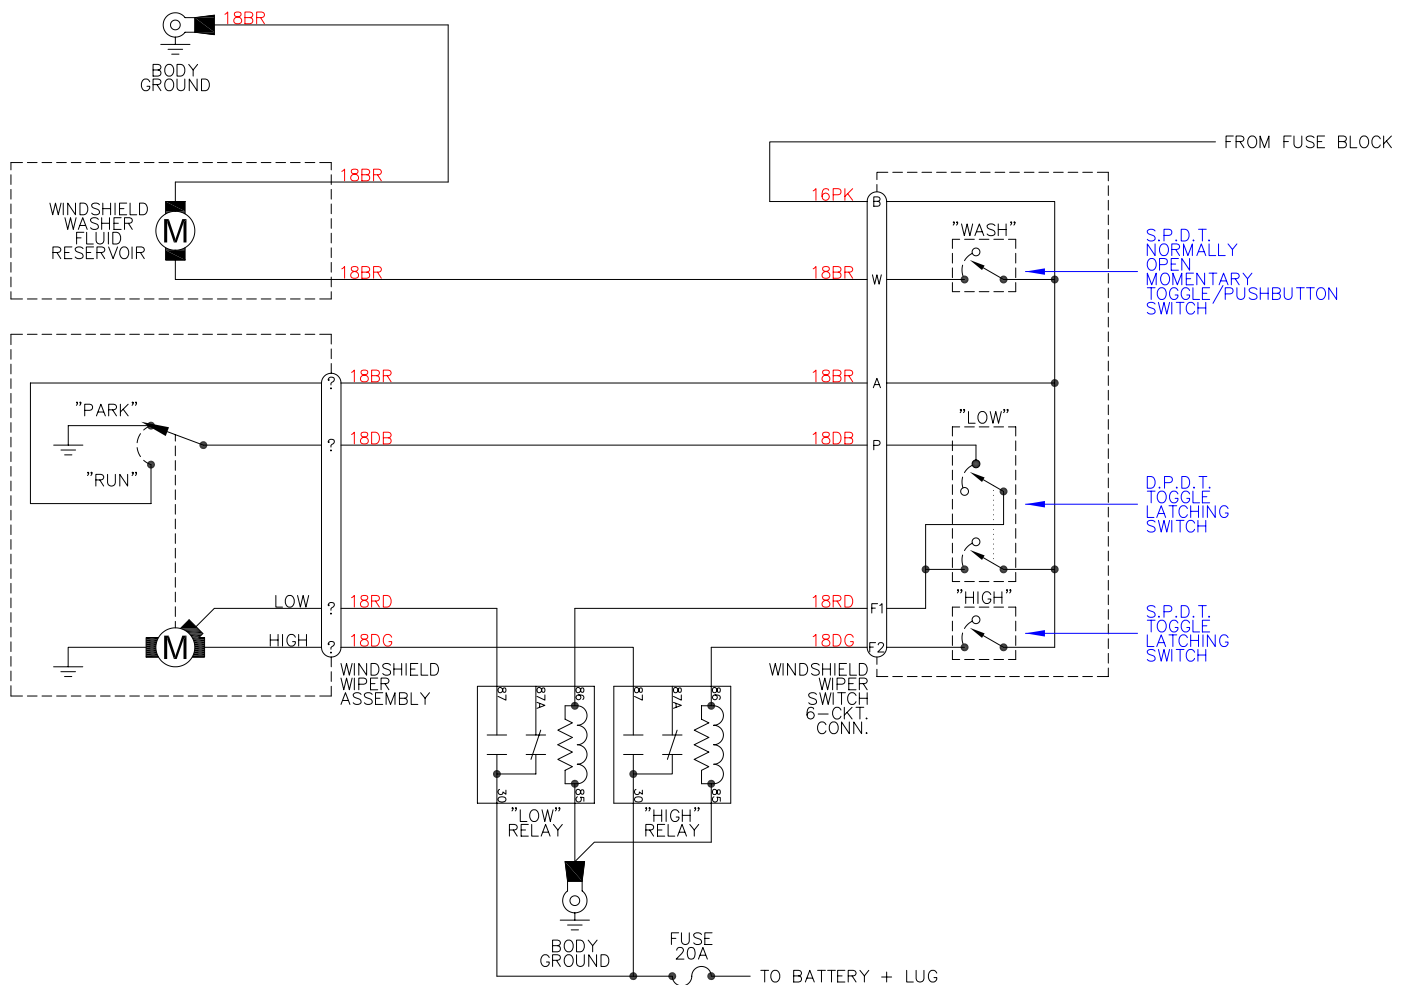 18BR
BODY
GROUND
FROM FUSE BLOCK
18BR
16PK
B
WINDSHIELD
WASHER
FLUID
RESERVOIR
M
"WASH"
S.P.D.T.
NORMALLY
OPEN
MOMENTARY
TOGGLE/PUSHBUTTON
SWITCH
18BR
18BR
W
?
18BR
18BR
A
"PARK"
"LOW"
?
18DB
18DB
P
"RUN"
D.P.D.T.
TOGGLE
LATCHING
SWITCH
LOW
?
18RD
18RD
F1
"HIGH"
S.P.D.T.
TOGGLE
LATCHING
SWITCH
M
HIGH
?
18DG
18DG
F2
WINDSHIELD
WIPER
ASSEMBLY
WINDSHIELD
WIPER
SWITCH
6-CKT.
CONN.
87
87A
86
87
87A
86
30
85
30
85
"LOW"
RELAY
"HIGH"
RELAY
BODY
GROUND
FUSE
20A
TO BATTERY + LUG